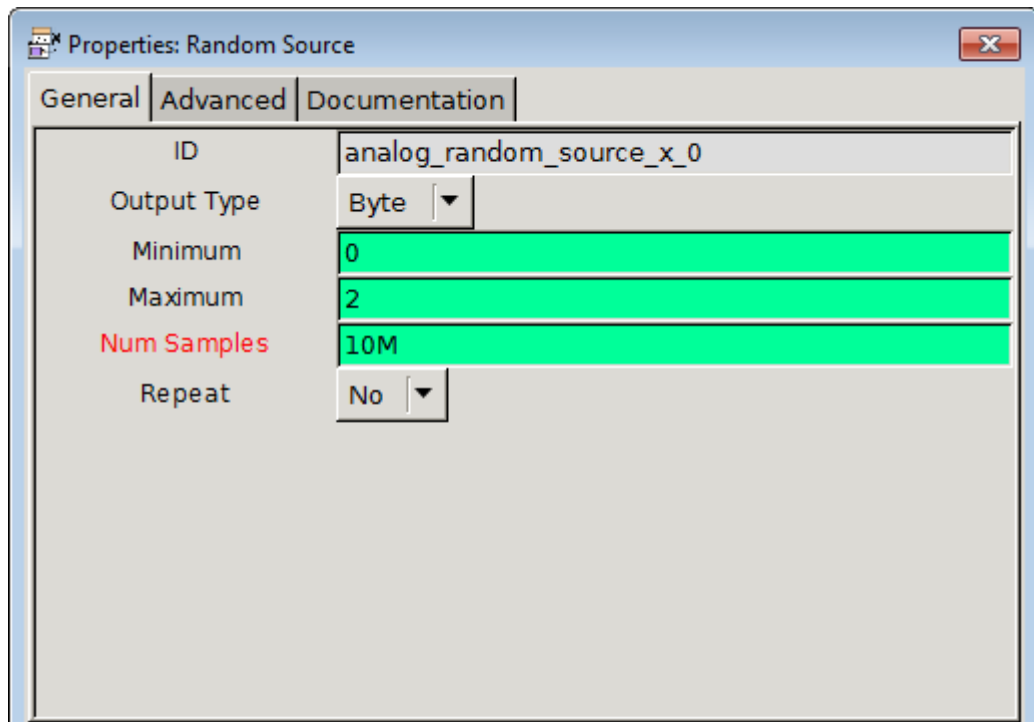 Properties: Random Source
General Advanced Documentation
ID analog_random_source_x_0
Output Type Byte
Minimum 0
Maximum 2
Num Samples 10M
Repeat No